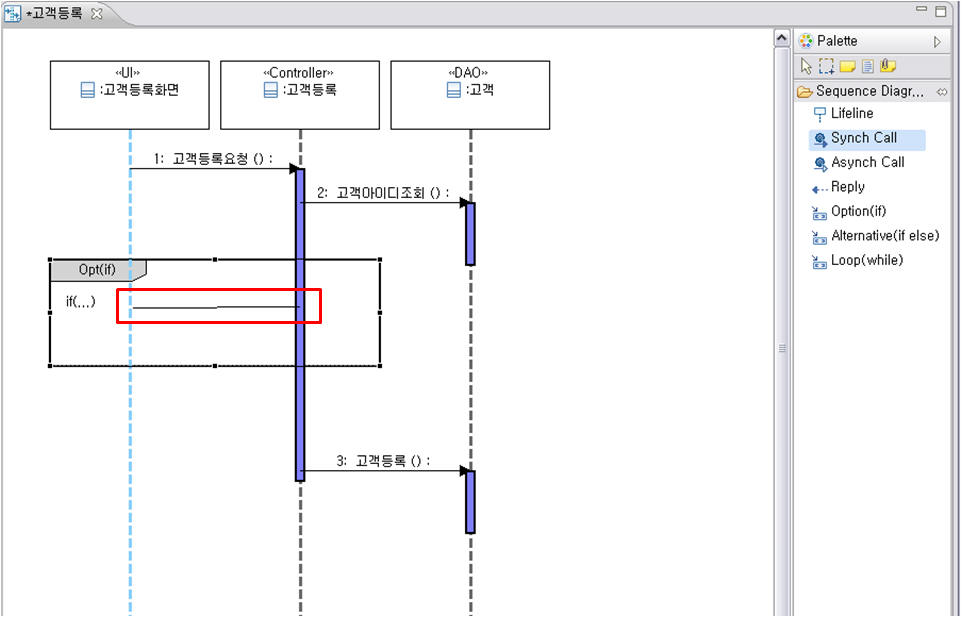 *고객등록
«UI»
:고객등록화면
«Controller»
:고객등록
«DAO»
:고객
1: 고객등록요청 () :
2: 고객아이디조회 () :
Opt(if)
if(...)
3: 고객등록 () :
Palette
Sequence Diagr...
Lifeline
Synch Call
Asynch Call
Reply
Option(if)
Alternative(if else)
Loop(while)